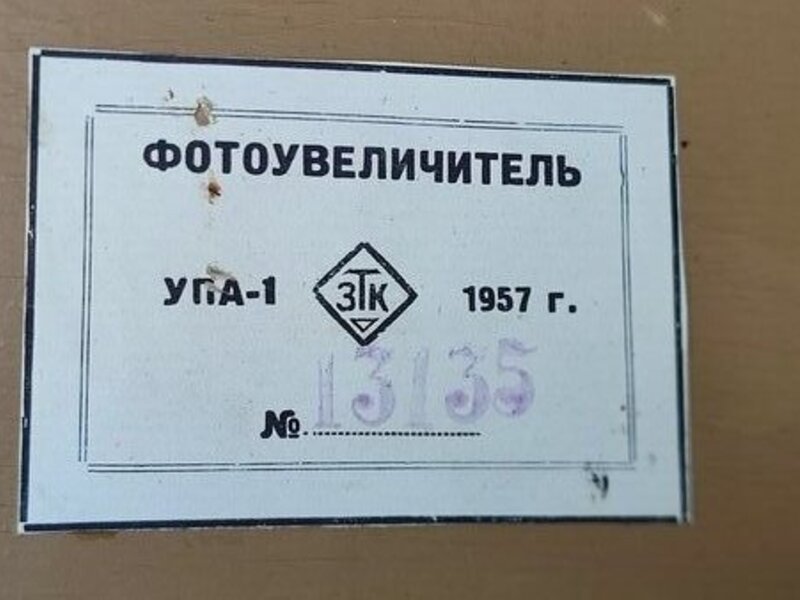 ФОТОУВЕЛИЧИТЕЛЬ
УПА-1 ЗТК 1957 г.
№ 13135